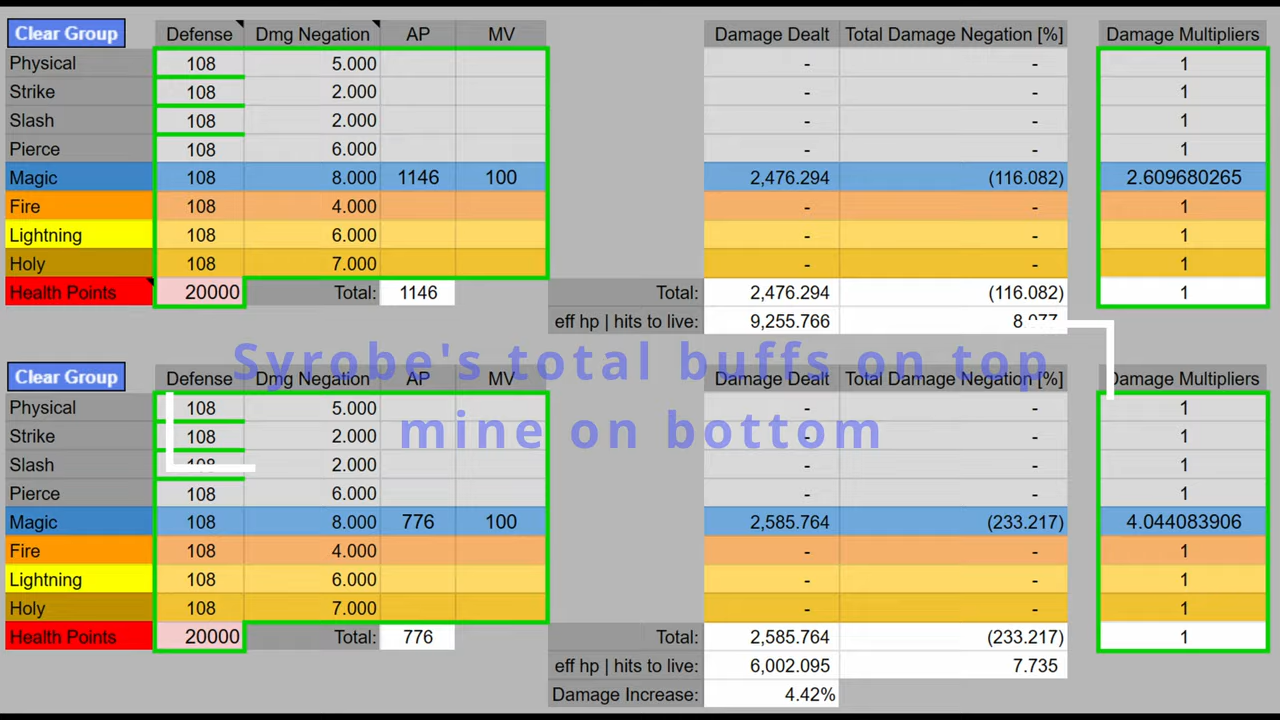 Clear Group Defense Dmg Negation AP MV Damage Dealt Total Damage Negation [%] Damage Multipliers
Physical 108 5.000 - - 1
Strike 108 2.000 - - 1
Slash 108 2.000 - - 1
Pierce 108 6.000 - - 1
Magic 108 8.000 1146 100 2,476.294 (116.082) 2.609680265
Fire 108 4.000 - - 1
Lightning 108 6.000 - - 1
Holy 108 7.000 - - 1
Health Points 20000 Total: 1146 Total: 2,476.294 (116.082) 1
eff hp | hits to live: 9,255.766
Syrobe's total buffs on top
mine on bottom
Clear Group Defense Dmg Negation AP MV Damage Dealt Total Damage Negation [%] Damage Multipliers
Physical 108 5.000 - - 1
Strike 108 2.000 - - 1
Slash 108 2.000 - - 1
Pierce 108 6.000 - - 1
Magic 108 8.000 776 100 2,585.764 (233.217) 4.044083906
Fire 108 4.000 - - 1
Lightning 108 6.000 - - 1
Holy 108 7.000 - - 1
Health Points 20000 Total: 776 Total: 2,585.764 (233.217) 1
eff hp | hits to live: 6,002.095 7.735
Damage Increase: 4.42%